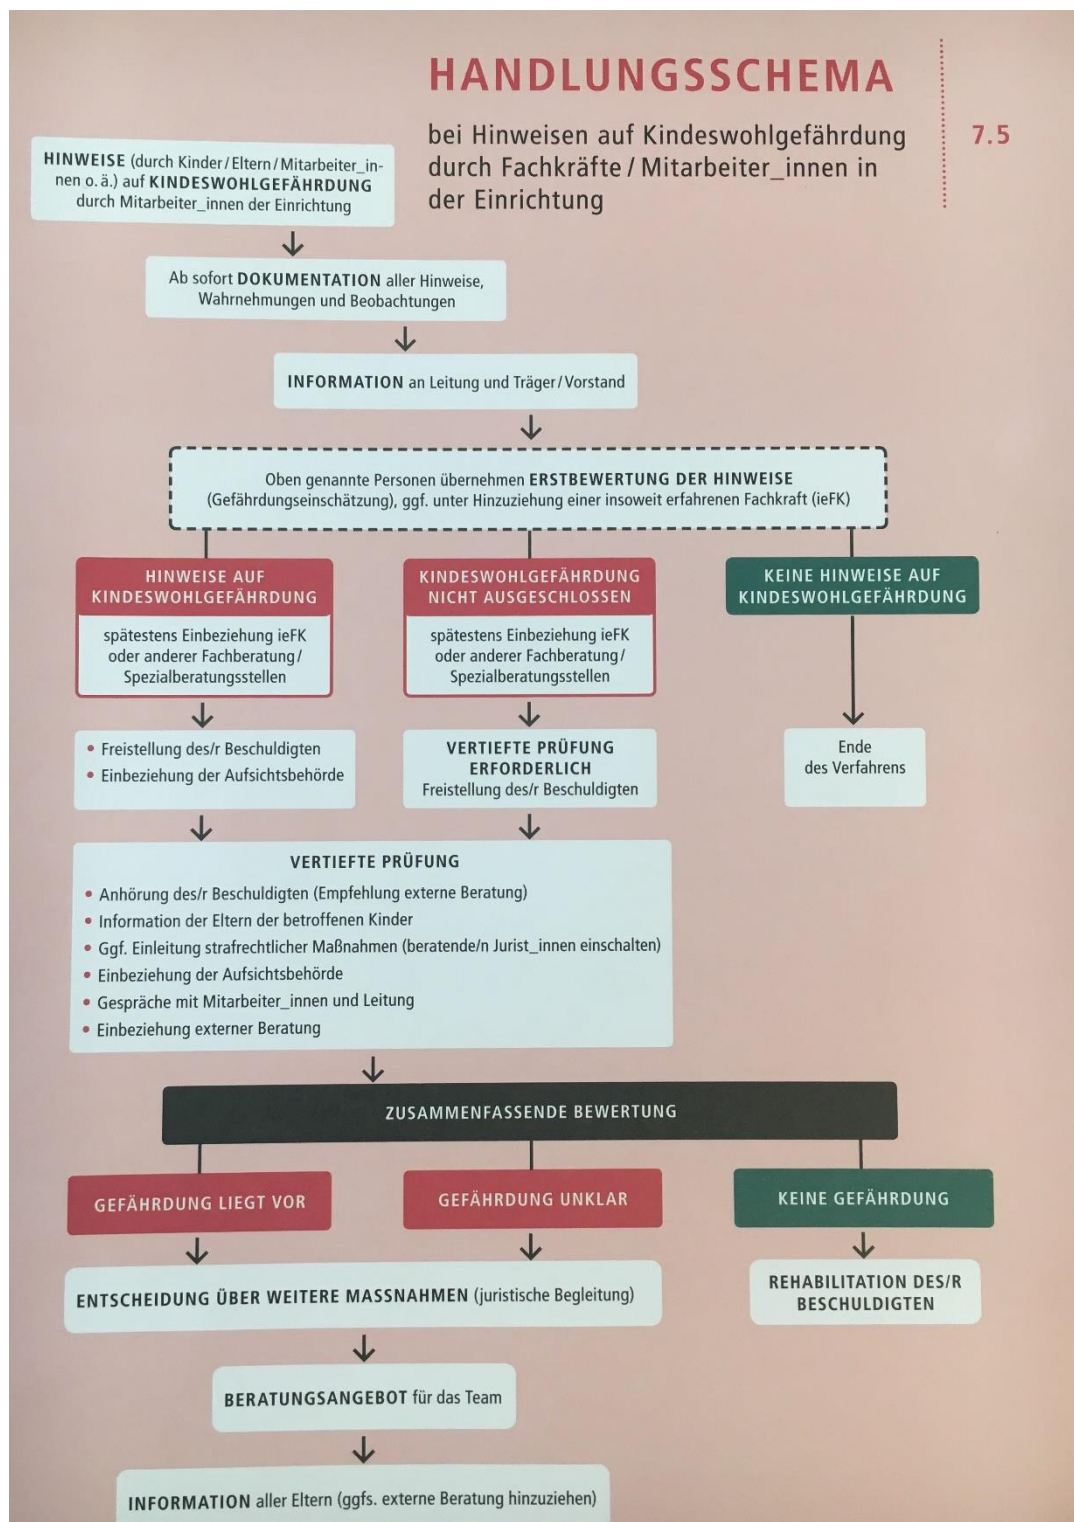 HANDLUNGSSCHEMA
bei Hinweisen auf Kindeswohlgefährdung
durch Fachkräfte / Mitarbeiter_innen in
der Einrichtung
7.5
HINWEISE (durch Kinder / Eltern / Mitarbeiter_in-
nen o. ä.) auf KINDESWOHLGEFÄHRDUNG
durch Mitarbeiter_innen der Einrichtung
Ab sofort DOKUMENTATION aller Hinweise,
Wahrnehmungen und Beobachtungen
INFORMATION an Leitung und Träger / Vorstand
Oben genannte Personen übernehmen ERSTBEWERTUNG DER HINWEISE
(Gefährdungseinschätzung), ggf. unter Hinzuziehung einer insoweit erfahrenen Fachkraft (ieFK)
HINWEISE AUF
KINDESWOHLGEFÄHRDUNG
spätestens Einbeziehung ieFK
oder anderer Fachberatung /
Spezialberatungsstellen
KINDESWOHLGEFÄHRDUNG
NICHT AUSGESCHLOSSEN
spätestens Einbeziehung ieFK
oder anderer Fachberatung /
Spezialberatungsstellen
KEINE HINWEISE AUF
KINDESWOHLGEFÄHRDUNG
• Freistellung des/r Beschuldigten
• Einbeziehung der Aufsichtsbehörde
VERTIEFTE PRÜFUNG
ERFORDERLICH
Freistellung des/r Beschuldigten
Ende
des Verfahrens
VERTIEFTE PRÜFUNG
• Anhörung des/r Beschuldigten (Empfehlung externe Beratung)
• Information der Eltern der betroffenen Kinder
• Ggf. Einleitung strafrechtlicher Maßnahmen (beratende/n Jurist_innen einschalten)
• Einbeziehung der Aufsichtsbehörde
• Gespräche mit Mitarbeiter_innen und Leitung
• Einbeziehung externer Beratung
ZUSAMMENFASSENDE BEWERTUNG
GEFÄHRDUNG LIEGT VOR
GEFÄHRDUNG UNKLAR
KEINE GEFÄHRDUNG
ENTSCHEIDUNG ÜBER WEITERE MASSNAHMEN (juristische Begleitung)
REHABILITATION DES/R
BESCHULDIGTEN
BERATUNGSANGEBOT für das Team
INFORMATION aller Eltern (ggfs. externe Beratung hinzuziehen)